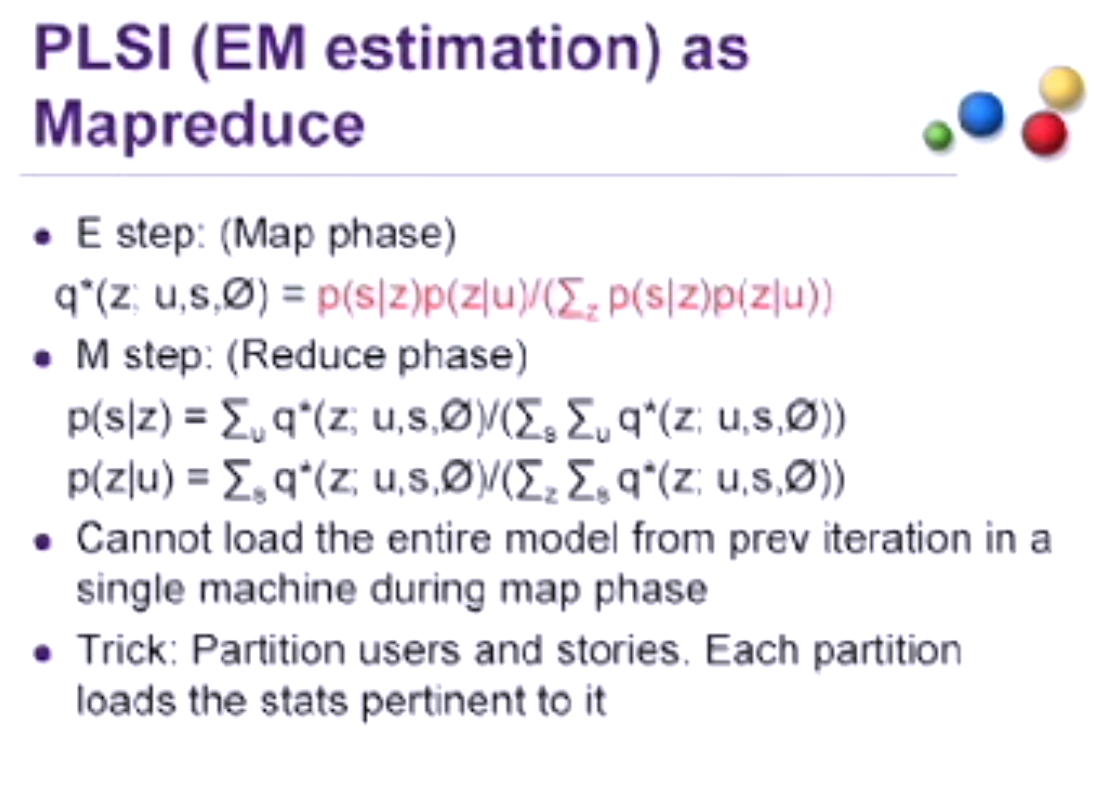 PLSI (EM estimation) as
Mapreduce
• E step: (Map phase)
q*(z; u,s,Ø) = p(s|z)p(z|u)/(∑z p(s|z)p(z|u))
• M step: (Reduce phase)
p(s|z) = ∑u q*(z; u,s,Ø)/(∑s ∑u q*(z; u,s,Ø))
p(z|u) = ∑s q*(z; u,s,Ø)/(∑z ∑s q*(z; u,s,Ø))
• Cannot load the entire model from prev iteration in a
single machine during map phase
• Trick: Partition users and stories. Each partition
loads the stats pertinent to it